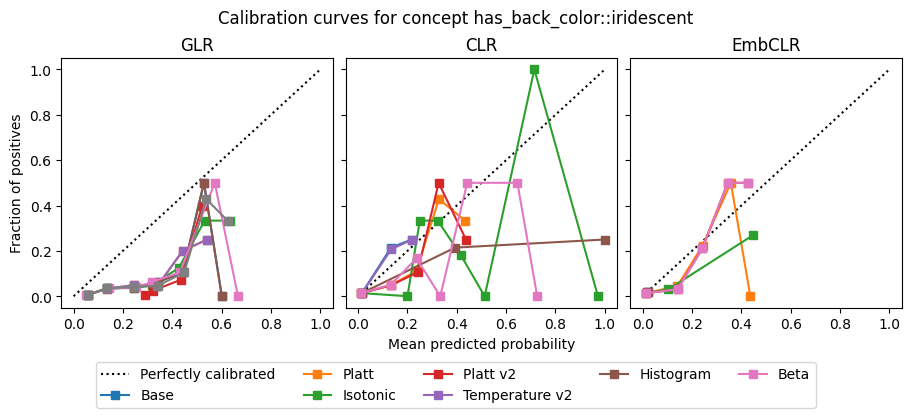 Calibration curves for concept has_back_color::iridescent
GLR
CLR
EmbCLR
Fraction of positives
1.0
0.8
0.6
0.4
0.2
0.0
0.0 0.2 0.4 0.6 0.8 1.0
0.0 0.2 0.4 0.6 0.8 1.0
0.0 0.2 0.4 0.6 0.8 1.0
Mean predicted probability
Perfectly calibrated
Base
Platt
Isotonic
Platt v2
Temperature v2
Histogram
Beta